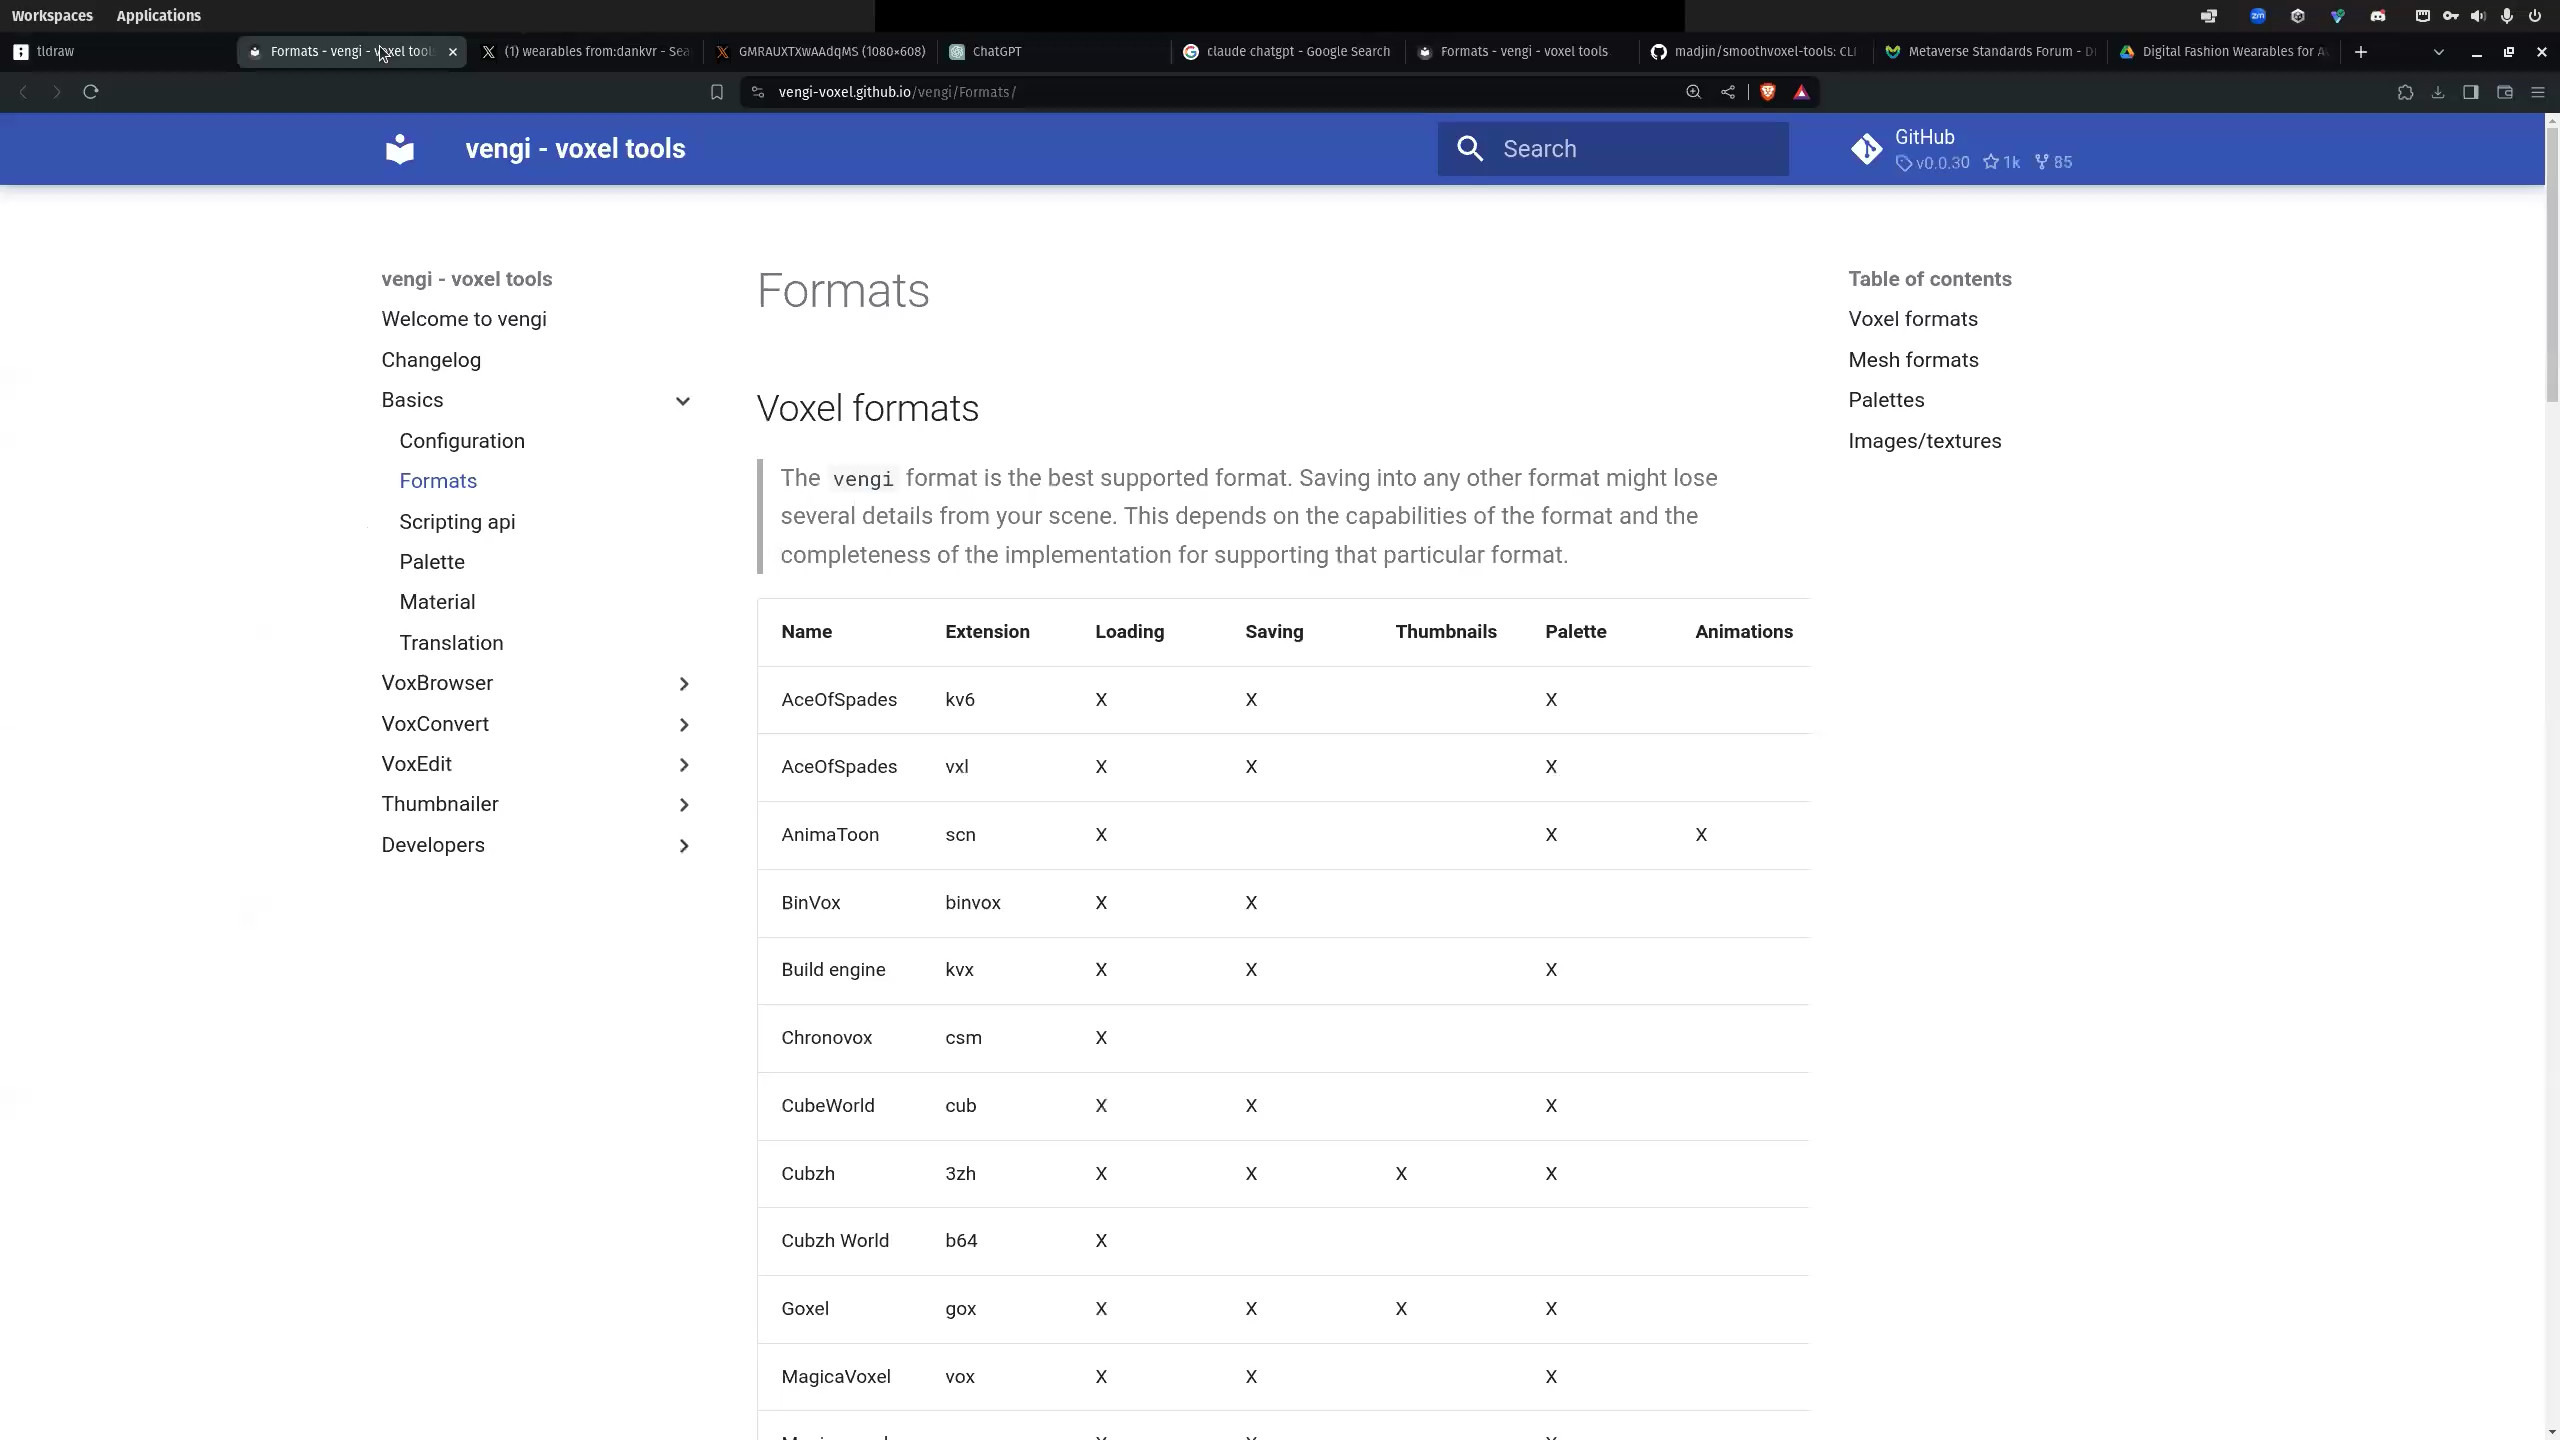 Workspaces Applications
tldraw
Formats - vengi - voxel tools
(1) wearables from:dankvr - Sea
GMRAUXTXwAAdqMS (1080×608)
ChatGPT
claude chatgpt - Google Search
Formats - vengi - voxel tools
madjin/smoothvoxel-tools: CLI
Metaverse Standards Forum - D
Digital Fashion Wearables for A
vengi-voxel.github.io/vengi/Formats/
vengi - voxel tools
Search
GitHub
v0.0.30 1k 85
vengi - voxel tools
Welcome to vengi
Changelog
Basics
Configuration
Formats
Scripting api
Palette
Material
Translation
VoxBrowser
VoxConvert
VoxEdit
Thumbnailer
Developers
Formats
Voxel formats
The vengi format is the best supported format. Saving into any other format might lose
several details from your scene. This depends on the capabilities of the format and the
completeness of the implementation for supporting that particular format.
Name Extension Loading Saving Thumbnails Palette Animations
AceOfSpades kv6 X X X
AceOfSpades vxl X X X
AnimaToon scn X X X
BinVox binvox X X
Build engine kvx X X X
Chronovox csm X
CubeWorld cub X X X
Cubzh 3zh X X X X
Cubzh World b64 X
Goxel gox X X X X
MagicaVoxel vox X X X
Table of contents
Voxel formats
Mesh formats
Palettes
Images/textures